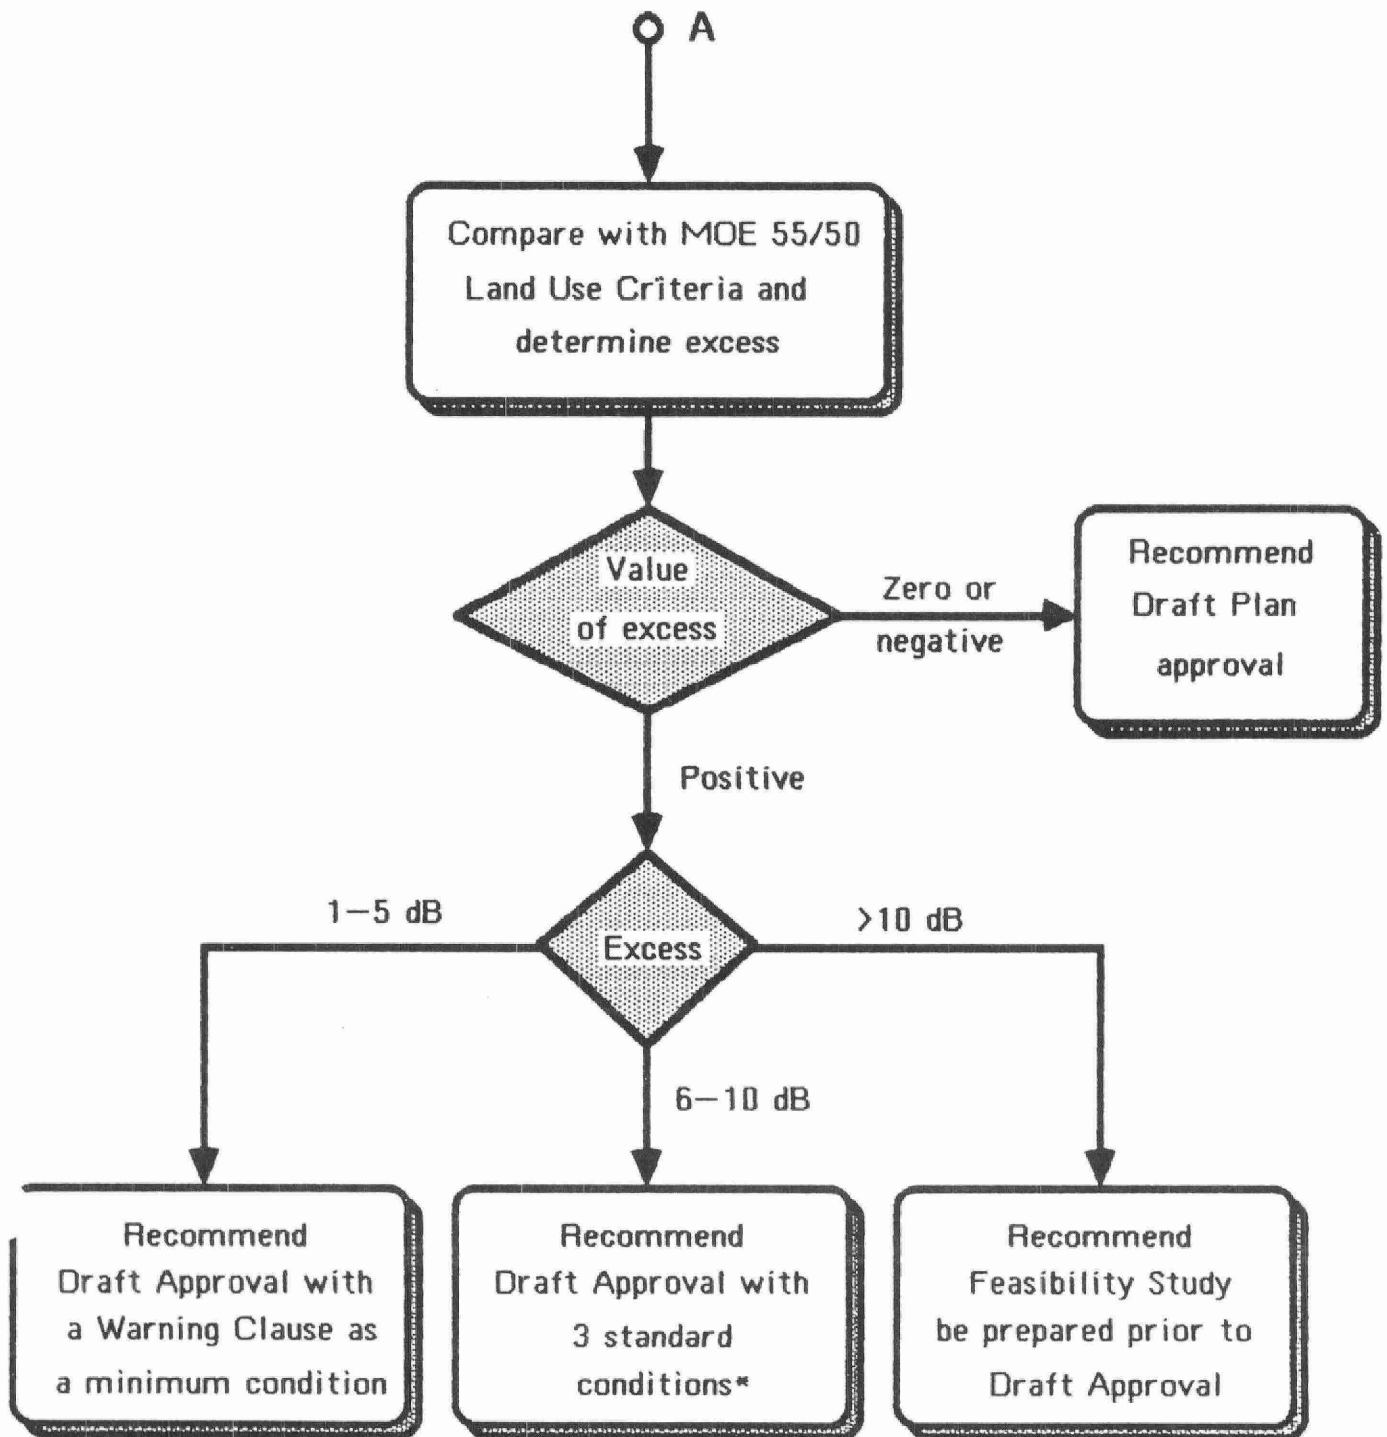 A
Compare with MOE 55/50
Land Use Criteria and
determine excess
Value
of excess
Zero or
negative
Recommend
Draft Plan
approval
Positive
1-5 dB
Excess
>10 dB
6-10 dB
Recommend
Draft Approval with
a Warning Clause as
a minimum condition
Recommend
Draft Approval with
3 standard
conditions*
Recommend
Feasibility Study
be prepared prior to
Draft Approval